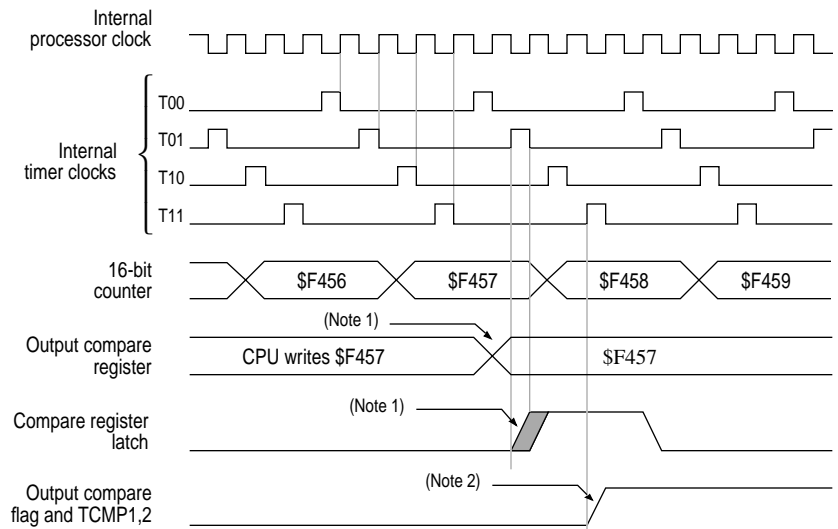 Internal
processor clock
T00
T01
Internal
timer clocks
T10
T11
16-bit
counter
$F456
$F457
$F458
$F459
(Note 1)
Output compare
register
CPU writes $F457
$F457
(Note 1)
Compare register
latch
(Note 2)
Output compare
flag and TCMP1,2